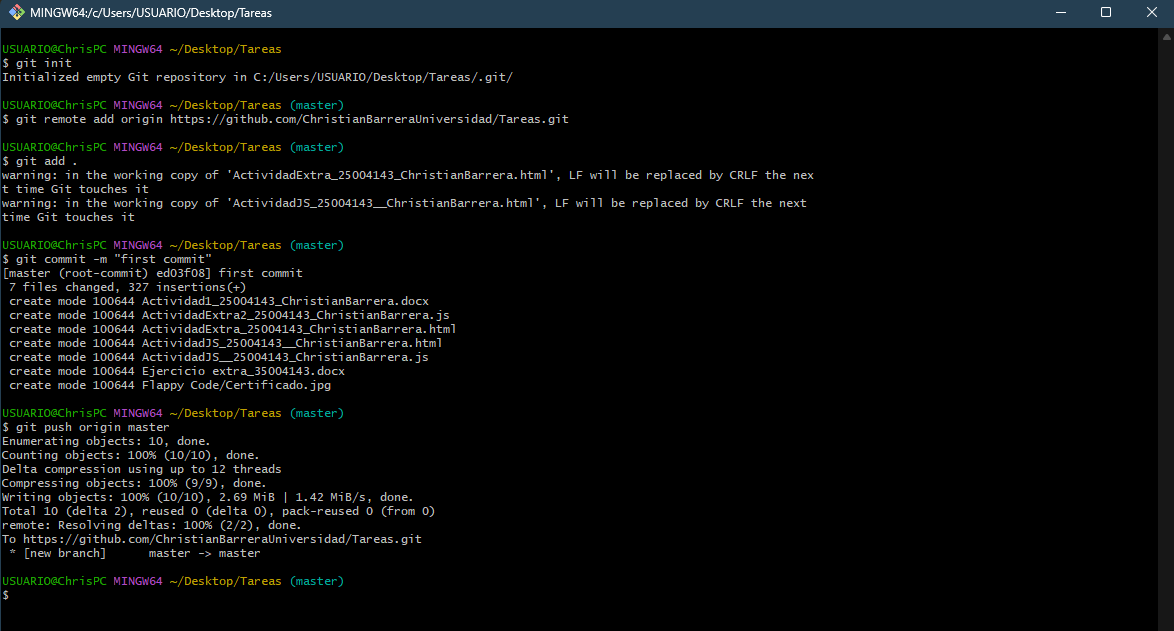 MINGW64:/c/Users/USUARIO/Desktop/Tareas
USUARIO@ChrisPC MINGW64 ~/Desktop/Tareas
$ git init
Initialized empty Git repository in C:/Users/USUARIO/Desktop/Tareas/.git/
USUARIO@ChrisPC MINGW64 ~/Desktop/Tareas (master)
$ git remote add origin https://github.com/ChristianBarreraUniversidad/Tareas.git
USUARIO@ChrisPC MINGW64 ~/Desktop/Tareas (master)
$ git add .
warning: in the working copy of 'ActividadExtra_25004143_ChristianBarrera.html', LF will be replaced by CRLF the nex
t time Git touches it
warning: in the working copy of 'ActividadJS_25004143__ChristianBarrera.html', LF will be replaced by CRLF the next
time Git touches it
USUARIO@ChrisPC MINGW64 ~/Desktop/Tareas (master)
$ git commit -m "first commit"
[master (root-commit) ed03f08] first commit
 7 files changed, 327 insertions(+)
 create mode 100644 Actividad1_25004143_ChristianBarrera.docx
 create mode 100644 ActividadExtra2_25004143_ChristianBarrera.js
 create mode 100644 ActividadExtra_25004143_ChristianBarrera.html
 create mode 100644 ActividadJS_25004143__ChristianBarrera.html
 create mode 100644 ActividadJS__25004143_ChristianBarrera.js
 create mode 100644 Ejercicio extra_35004143.docx
 create mode 100644 Flappy Code/Certificado.jpg
USUARIO@ChrisPC MINGW64 ~/Desktop/Tareas (master)
$ git push origin master
Enumerating objects: 10, done.
Counting objects: 100% (10/10), done.
Delta compression using up to 12 threads
Compressing objects: 100% (9/9), done.
Writing objects: 100% (10/10), 2.69 MiB | 1.42 MiB/s, done.
Total 10 (delta 2), reused 0 (delta 0), pack-reused 0 (from 0)
remote: Resolving deltas: 100% (2/2), done.
To https://github.com/ChristianBarreraUniversidad/Tareas.git
 * [new branch]      master -> master
USUARIO@ChrisPC MINGW64 ~/Desktop/Tareas (master)
$